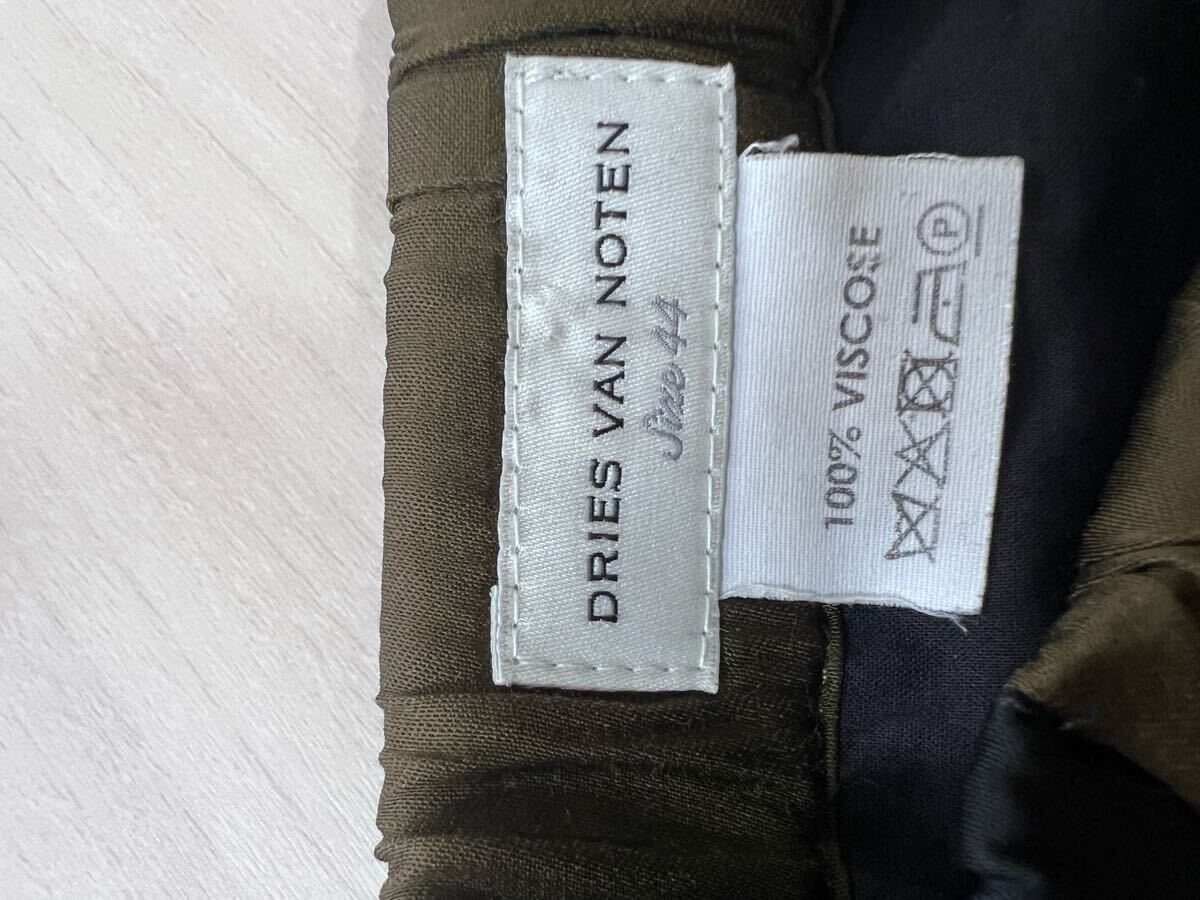 DRIES VAN NOTEN
Size 44
100% VISCOSE
P